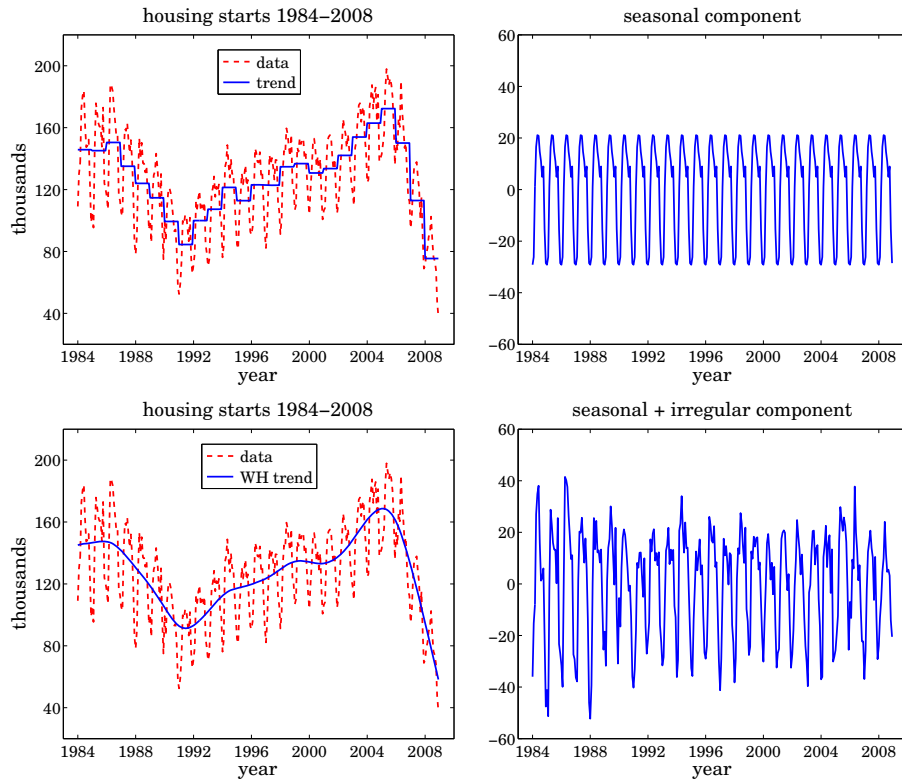 housing starts 1984–2008
thousands
200
160
120
80
40
data
trend
1984 1988 1992 1996 2000 2004 2008
year
seasonal component
60
40
20
0
−20
−40
−60
1984 1988 1992 1996 2000 2004 2008
year
housing starts 1984–2008
thousands
200
160
120
80
40
data
WH trend
1984 1988 1992 1996 2000 2004 2008
year
seasonal + irregular component
60
40
20
0
−20
−40
−60
1984 1988 1992 1996 2000 2004 2008
year